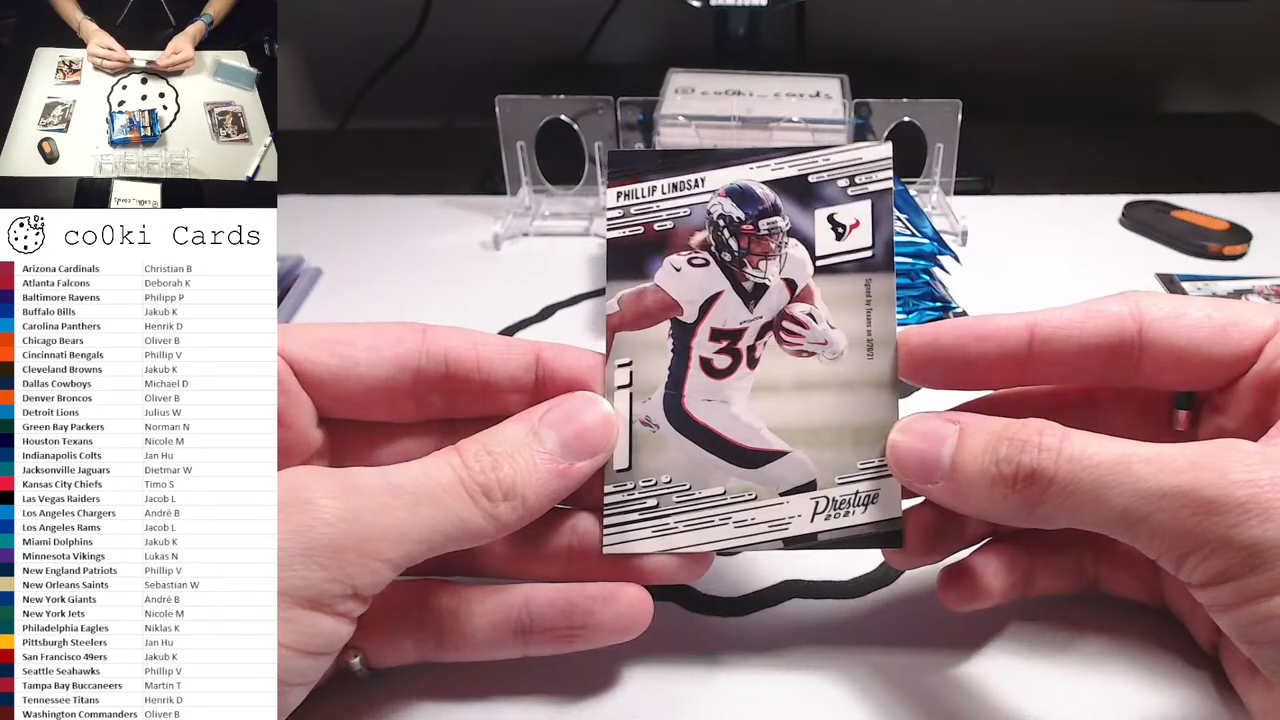 SAMSUNG
@co0ki_cards
PHILLIP LINDSAY
30
BRONCOS
30
Signed by Texans on 3/20/21
Prestige
2021
co0ki Cards
Arizona Cardinals Christian B
Atlanta Falcons Deborah K
Baltimore Ravens Philipp P
Buffalo Bills Jakub K
Carolina Panthers Henrik D
Chicago Bears Oliver B
Cincinnati Bengals Phillip V
Cleveland Browns Jakub K
Dallas Cowboys Michael D
Denver Broncos Oliver B
Detroit Lions Julius W
Green Bay Packers Norman N
Houston Texans Nicole M
Indianapolis Colts Jan Hu
Jacksonville Jaguars Dietmar W
Kansas City Chiefs Timo S
Las Vegas Raiders Jacob L
Los Angeles Chargers André B
Los Angeles Rams Jacob L
Miami Dolphins Jakub K
Minnesota Vikings Lukas N
New England Patriots Phillip V
New Orleans Saints Sebastian W
New York Giants André B
New York Jets Nicole M
Philadelphia Eagles Niklas K
Pittsburgh Steelers Jan Hu
San Francisco 49ers Jakub K
Seattle Seahawks Phillip V
Tampa Bay Buccaneers Martin T
Tennessee Titans Henrik D
Washington Commanders Oliver B